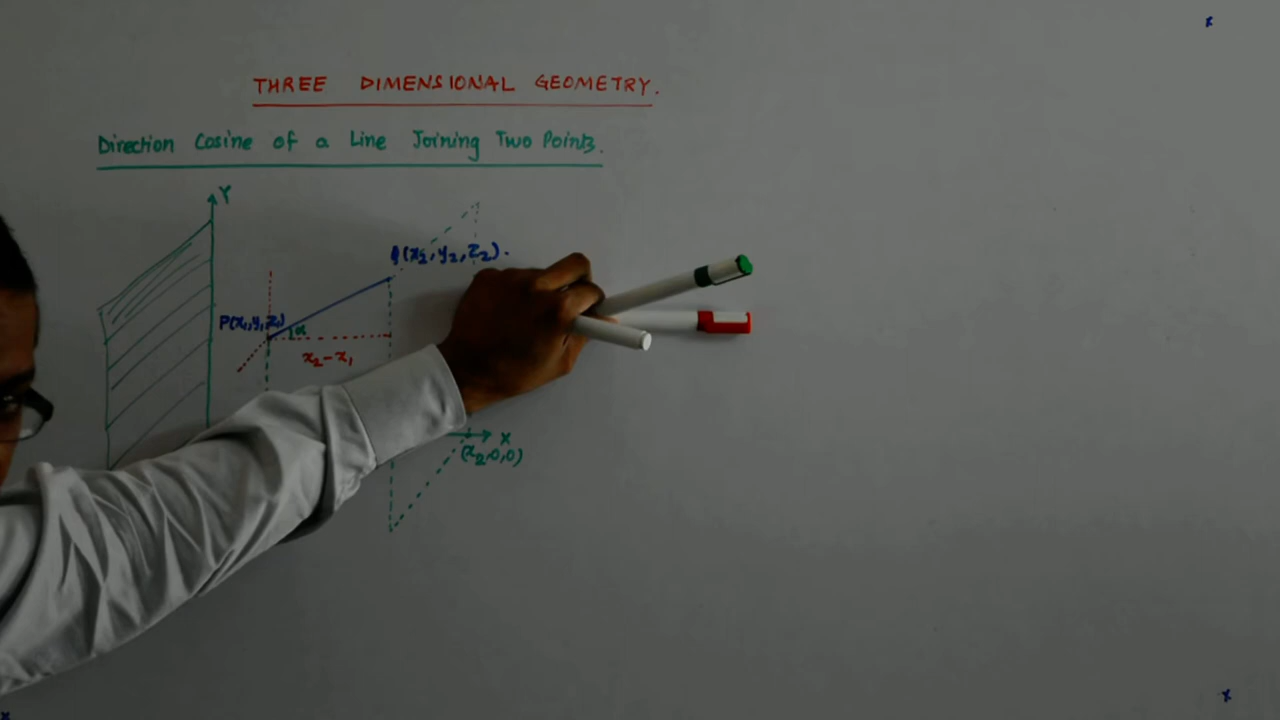 THREE DIMENSIONAL GEOMETRY.
Direction Cosine of a Line Joining Two Points.
Y
Q(x₂, y₂, z₂).
P(x₁, y₁, z₁)
α
x₂-x₁
X
(x₂,0,0)